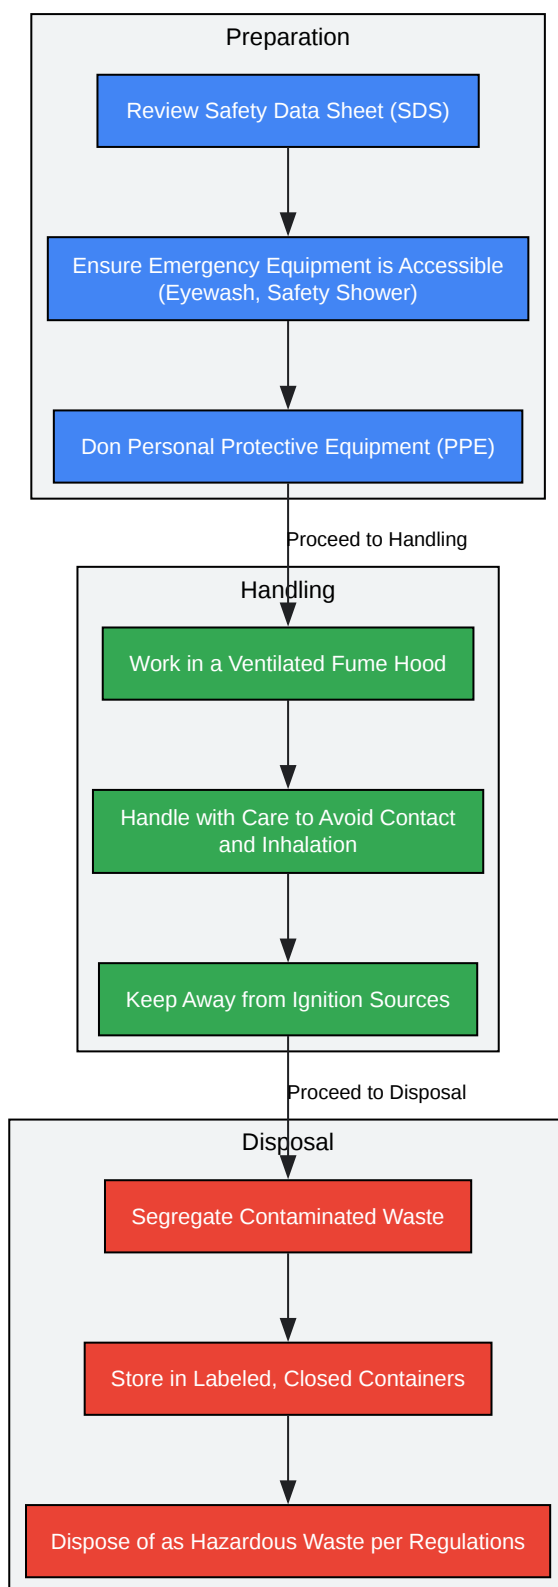 Preparation
Review Safety Data Sheet (SDS)
Ensure Emergency Equipment is Accessible
(Eyewash, Safety Shower)
Don Personal Protective Equipment (PPE)
Proceed to Handling
Handling
Work in a Ventilated Fume Hood
Handle with Care to Avoid Contact
and Inhalation
Keep Away from Ignition Sources
Proceed to Disposal
Disposal
Segregate Contaminated Waste
Store in Labeled, Closed Containers
Dispose of as Hazardous Waste per Regulations